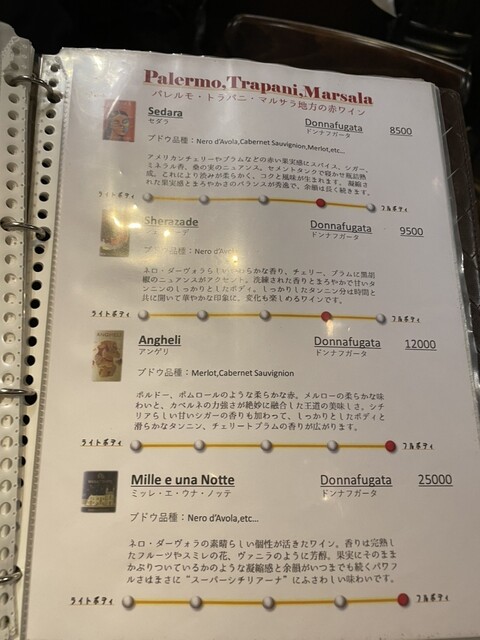 Palermo,Trapani,Marsala
パレルモ・トラパニ・マルサラ地方の赤ワイン
Sedara Donnafugata 8500
セダラ ドンナフガータ
ブドウ品種：Nero d'Avola,Cabernet Sauvignion,Merlot,etc...
アメリカンチェリーやプラムなどの赤い果実感にスパイス、シガー、
ミネラル香、桑の実のニュアンス。セメントタンクで寝かせ瓶詰熟
成。これにより渋みが柔らかく、コクと風味が生まれます。凝縮さ
れた果実感とまろやかさのバランスが秀逸で、余韻は長く続きます。
ライトボディ フルボディ
Sherazade Donnafugata 9500
ドンナフガータ
ブドウ品種：Nero d'Avola
ネロ・ダーヴォラらしいやわらかな香り、チェリー、プラムに黒胡
椒のニュアンスがアクセント。洗練された香りとまろやかで甘いタ
ンニンのしっかりとしたボディ。しっかりしたタンニン分は時間と
共に開いて華やかな印象に。変化も楽しめるワインです。
ライトボディ フルボディ
Angheli Donnafugata 12000
アンゲリ ドンナフガータ
ブドウ品種：Merlot,Cabernet Sauvignion
ボルドー、ポムロールのような柔らかな赤。メルローの柔らかな味
わいと、カベルネの力強さが絶妙に融合した王道の美味しさ。シチ
リアらしい甘いシガーの香りも加わって、しっかりとしたボディと
滑らかなタンニン、チェリートプラムの香りが広がります。
ライトボディ フルボディ
Mille e una Notte Donnafugata 25000
ミッレ・エ・ウナ・ノッテ ドンナフガータ
ブドウ品種：Nero d'Avola,etc...
ネロ・ダーヴォラの素晴らしい個性が活きたワイン。香りは完熟し
たフルーツやスミレの花、ヴァニラのように芳醇。果実にそのまま
かぶりついているかのような凝縮感と余韻がいつまでも続くパワフ
ルさはまさに“スーパーシチリアーナ”にふさわしい味わいです。
ライトボディ フルボディ